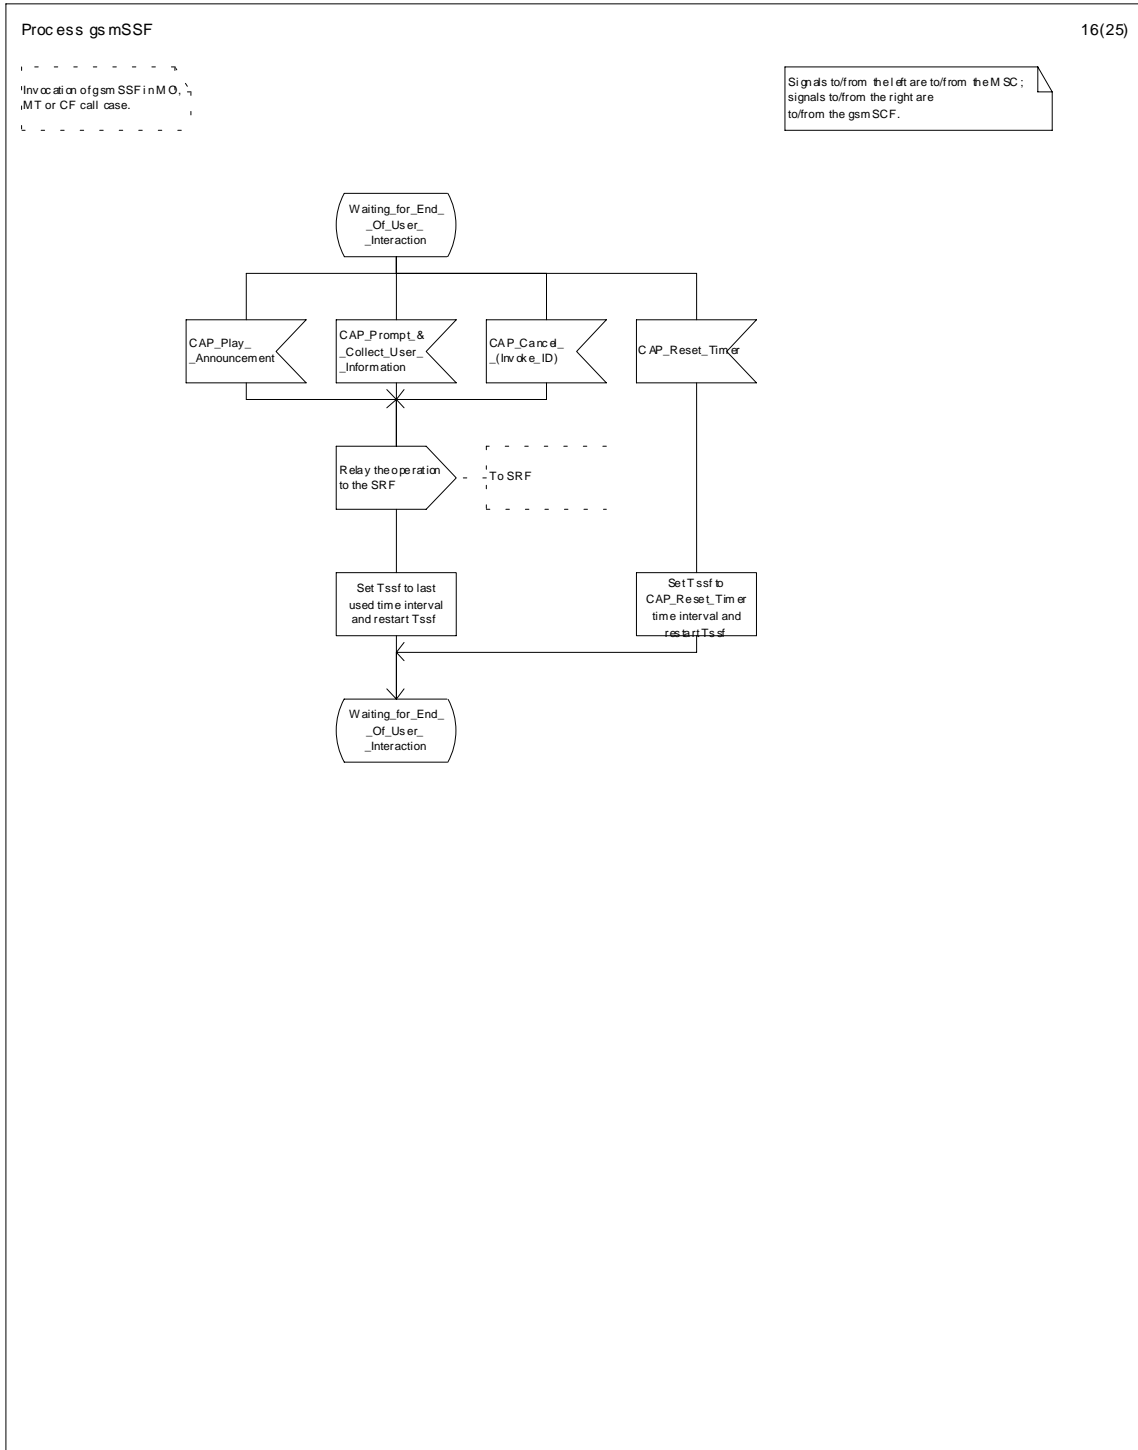 Process gsmSSF
16(25)
Invocation of gsmSSF in MO,
MT or CF call case.
Signals to/from the left are to/from the MSC;
signals to/from the right are
to/from the gsmSCF.
Waiting_for_End_
_Of_User_
_Interaction
CAP_Play_
_Announcement
CAP_Prompt_&
_Collect_User_
_Information
CAP_Cancel_
_(Invoke_ID)
CAP_Reset_Timer
Relay the operation
to the SRF
To SRF
Set Tssf to last
used time interval
and restart Tssf
Set Tssf to
CAP_Reset_Timer
time interval and
restart Tssf
Waiting_for_End_
_Of_User_
_Interaction